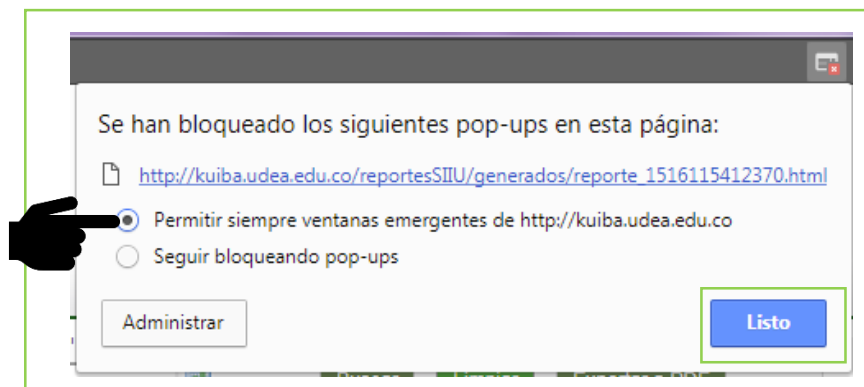 Se han bloqueado los siguientes pop-ups en esta página:
http://kuiba.udea.edu.co/reportesSIIU/generados/reporte_1516115412370.html
Permitir siempre ventanas emergentes de http://kuiba.udea.edu.co
Seguir bloqueando pop-ups
Administrar Listo